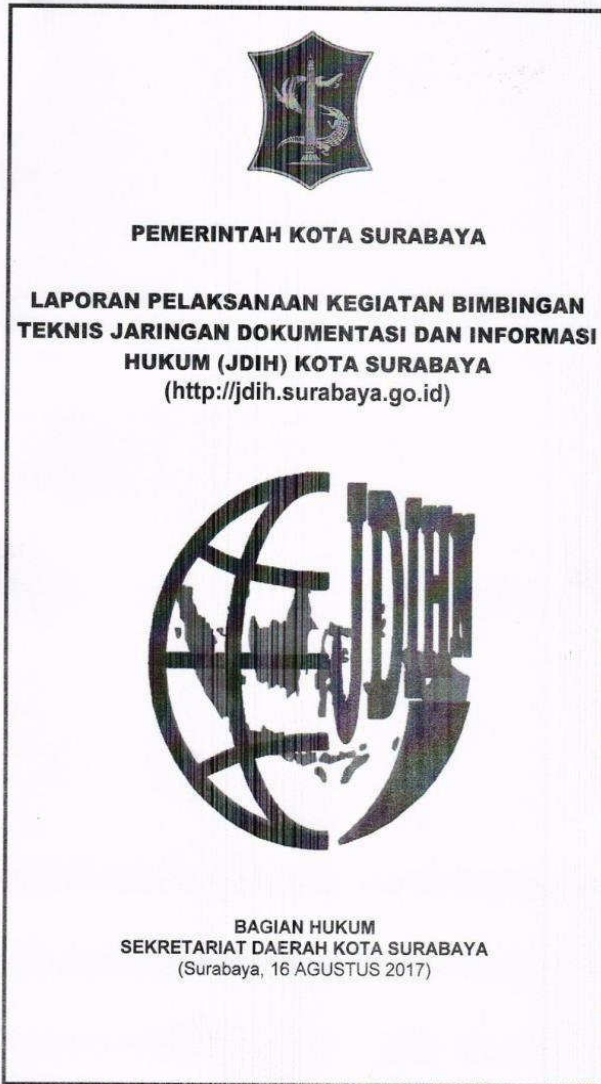 PEMERINTAH KOTA SURABAYA
LAPORAN PELAKSANAAN KEGIATAN BIMBINGAN
TEKNIS JARINGAN DOKUMENTASI DAN INFORMASI
HUKUM (JDIH) KOTA SURABAYA
(http://jdih.surabaya.go.id)
JDIHN
BAGIAN HUKUM
SEKRETARIAT DAERAH KOTA SURABAYA
(Surabaya, 16 AGUSTUS 2017)